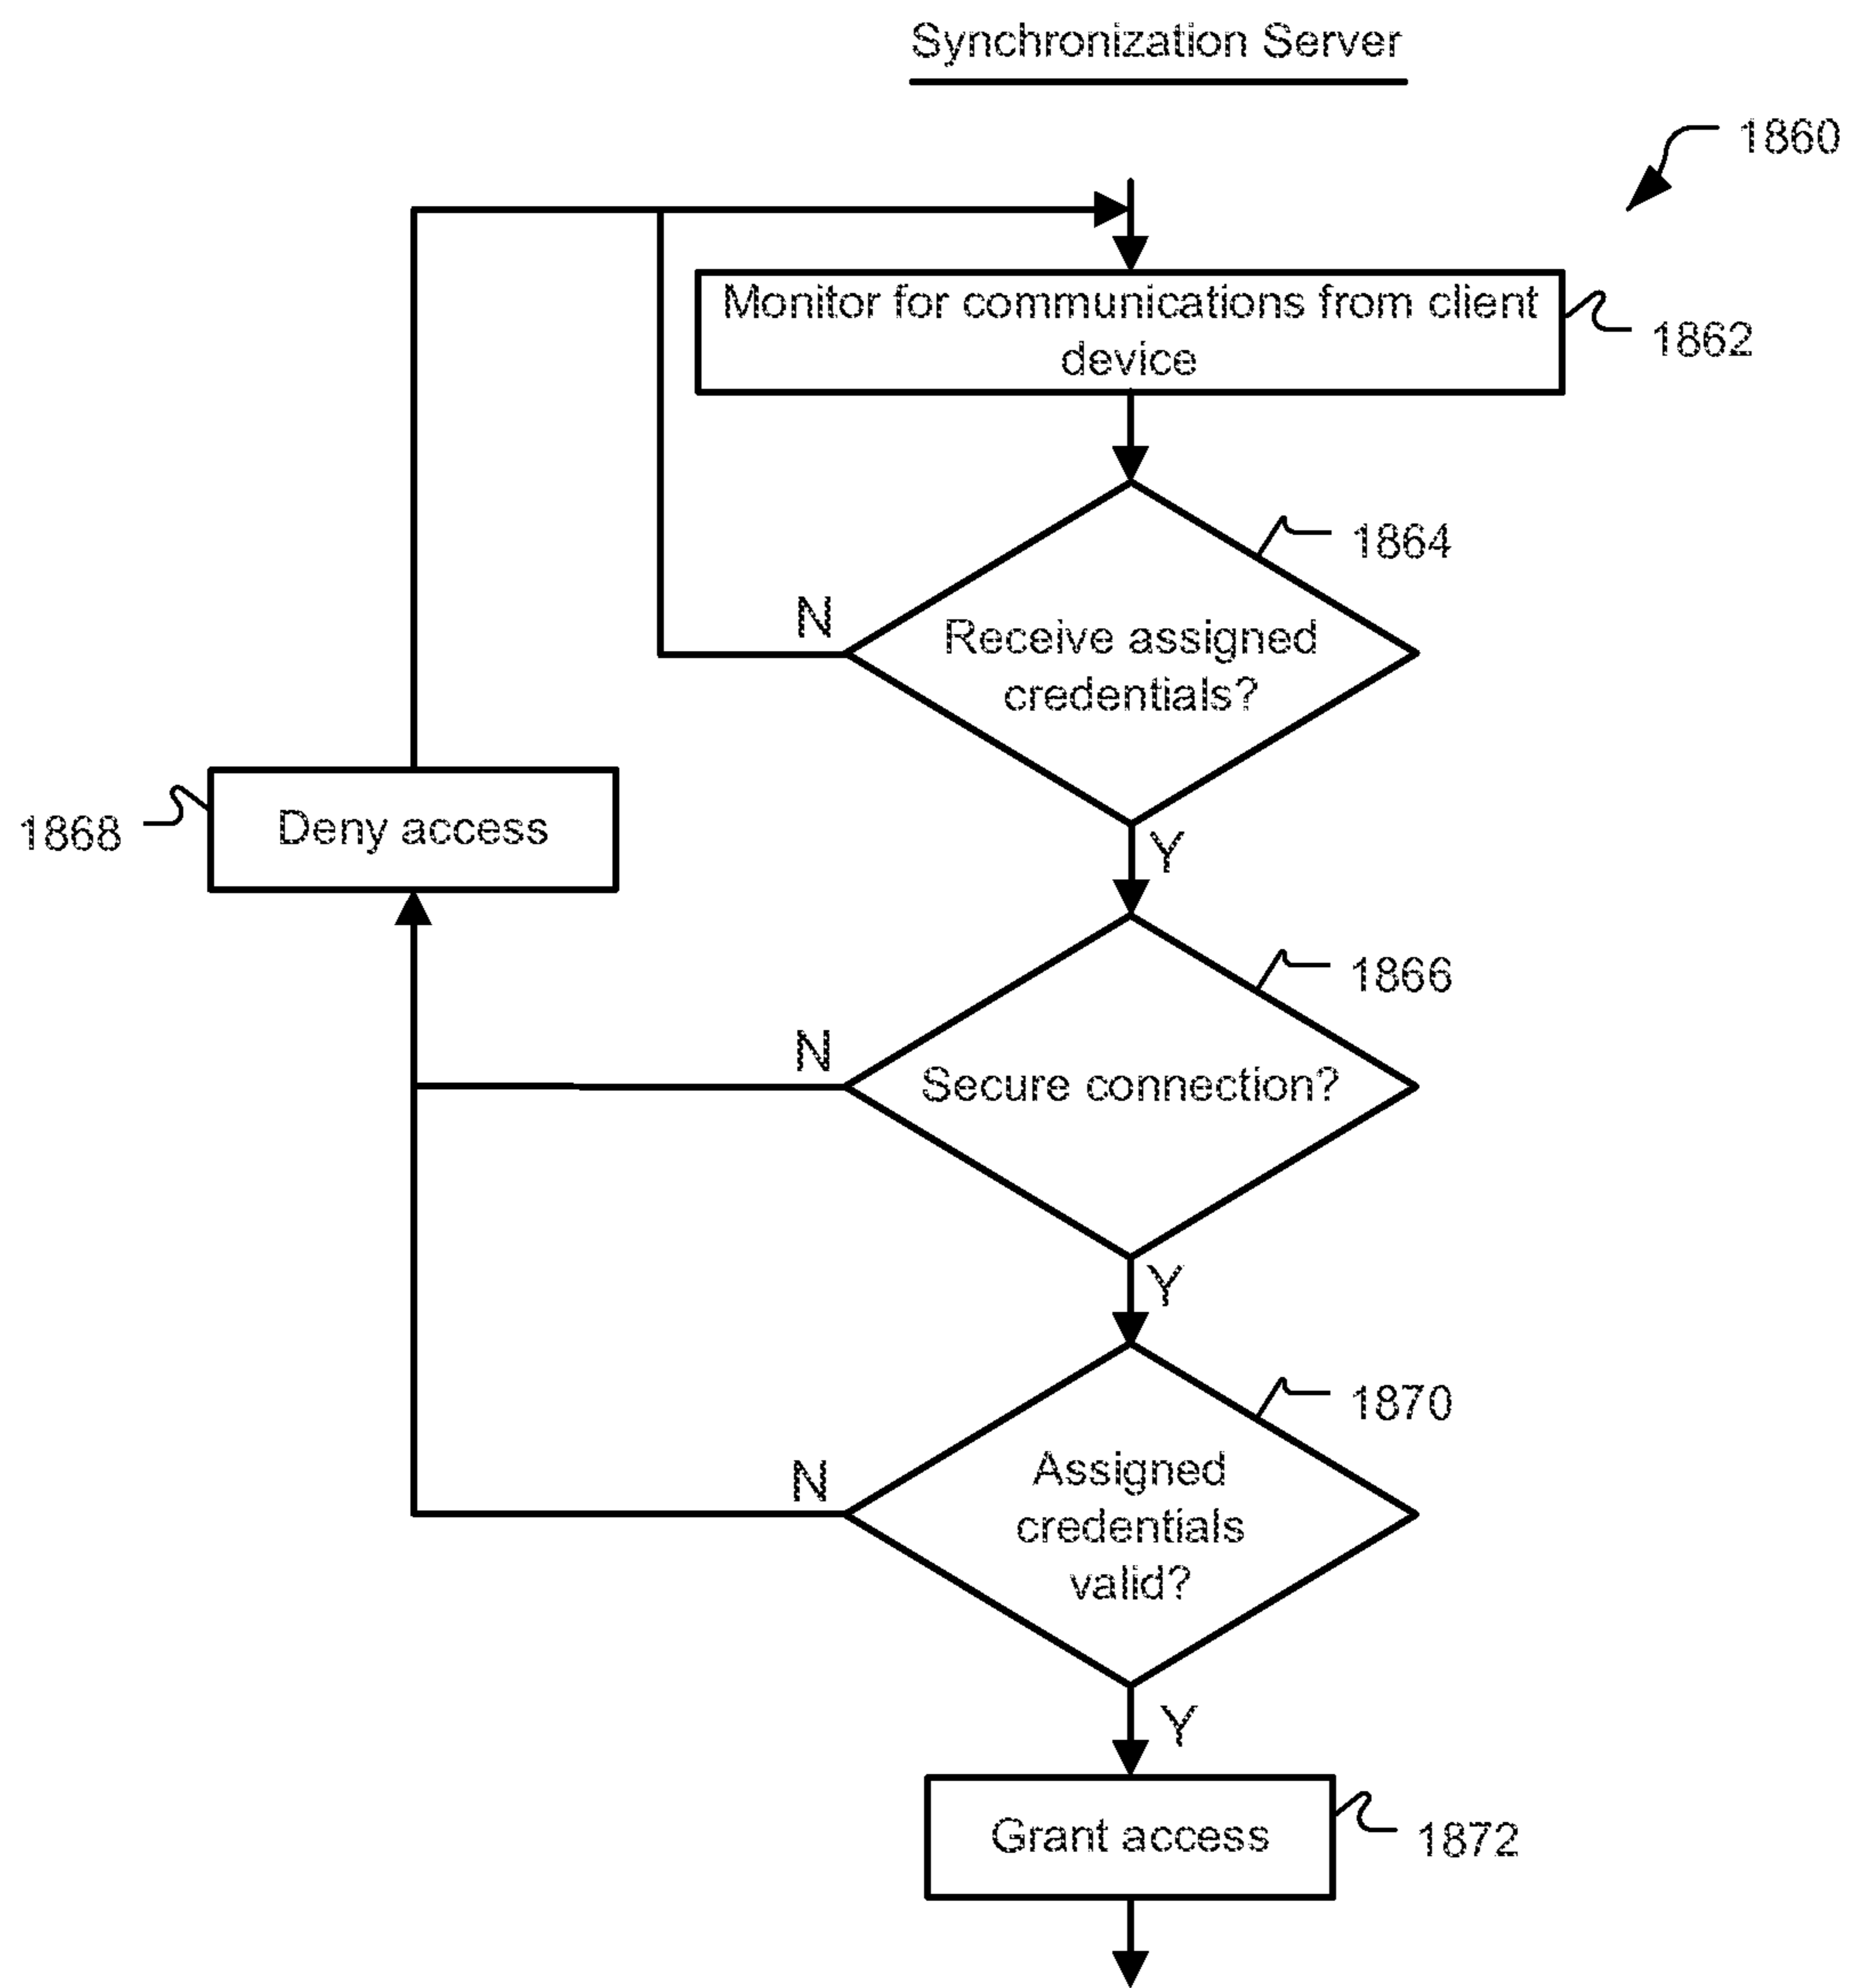 Synchronization Server
1860
Monitor for communications from client
device
1862
1864
N
Receive assigned
credentials?
1868
Deny access
Y
1866
N
Secure connection?
Y
1870
N
Assigned
credentials
valid?
Y
Grant access
1872